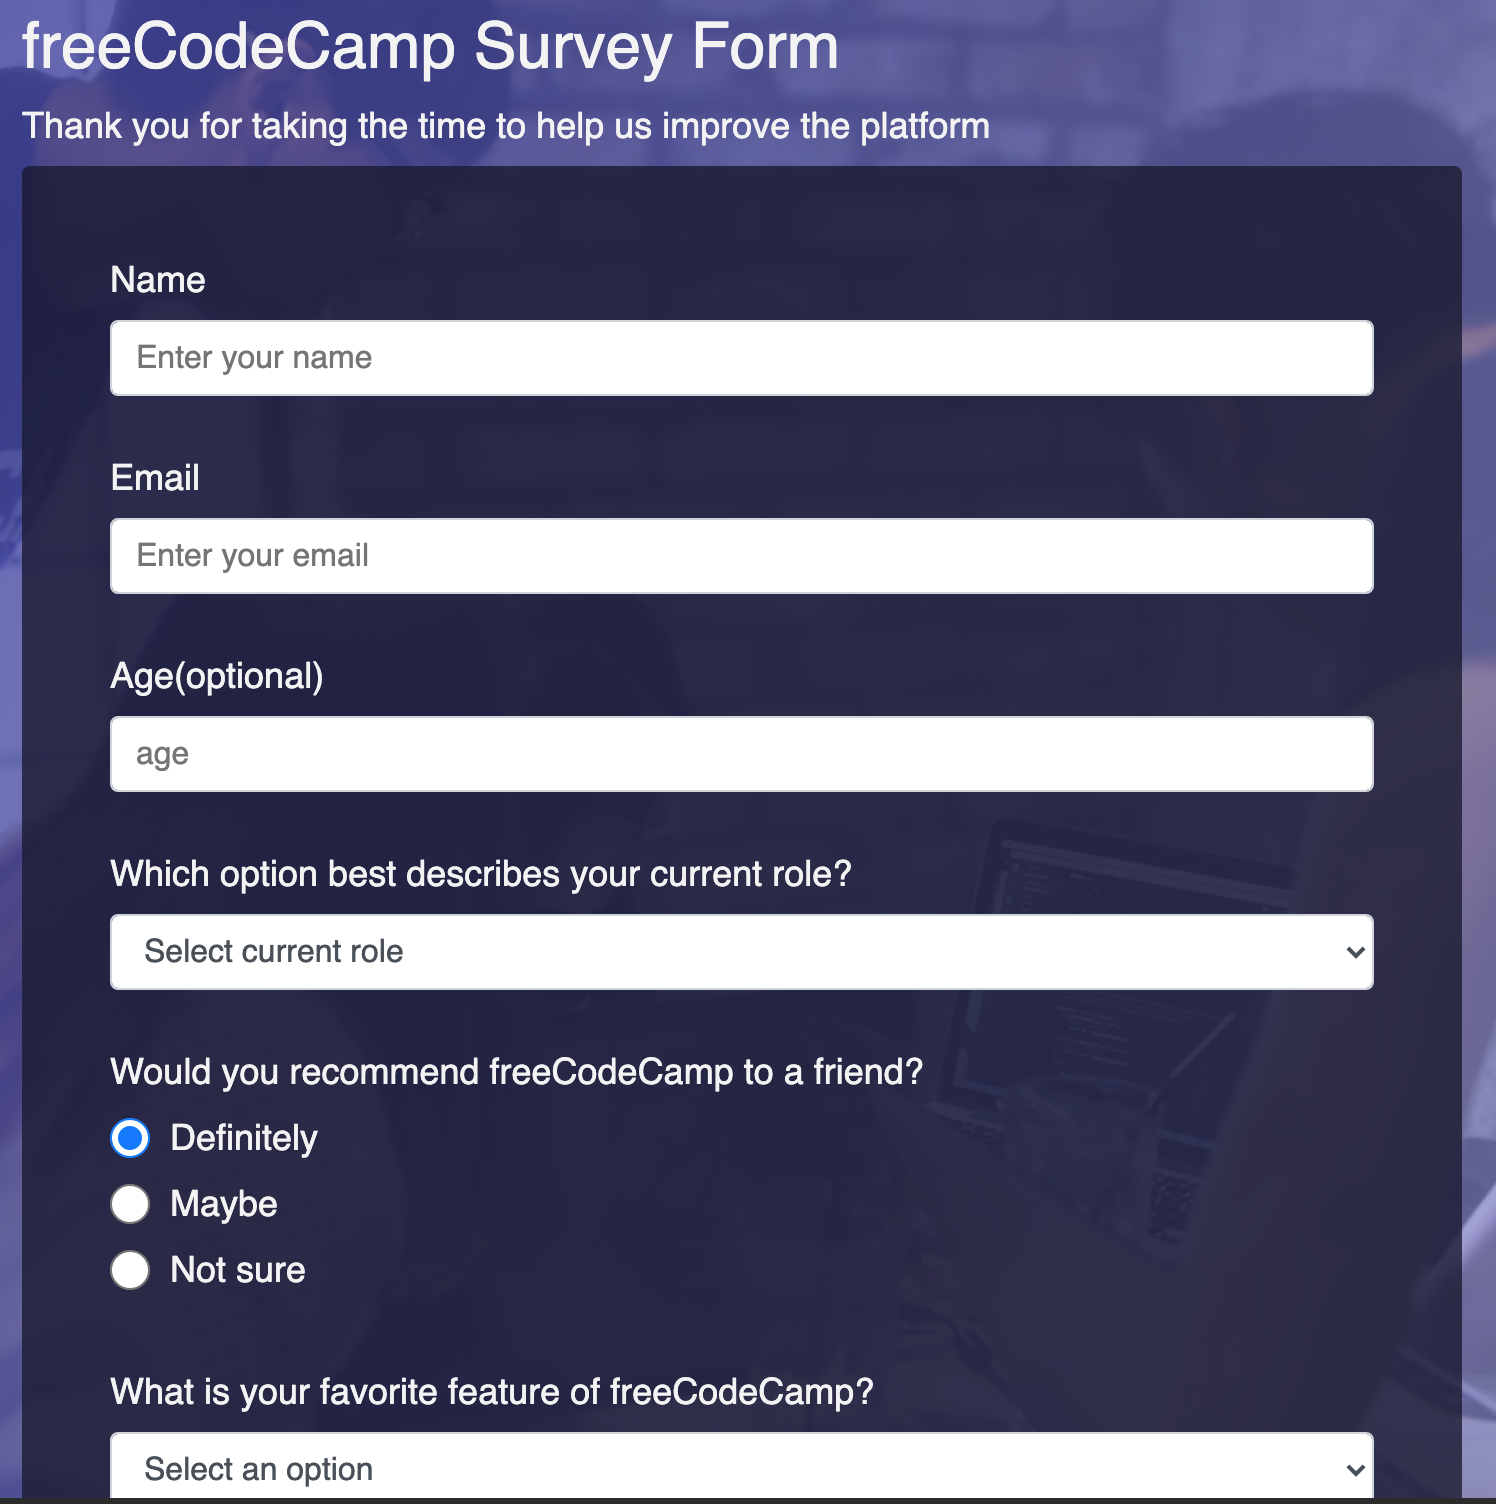 freeCodeCamp Survey Form
Thank you for taking the time to help us improve the platform
Name
Enter your name
Email
Enter your email
Age(optional)
age
Which option best describes your current role?
Select current role
Would you recommend freeCodeCamp to a friend?
Definitely
Maybe
Not sure
What is your favorite feature of freeCodeCamp?
Select an option